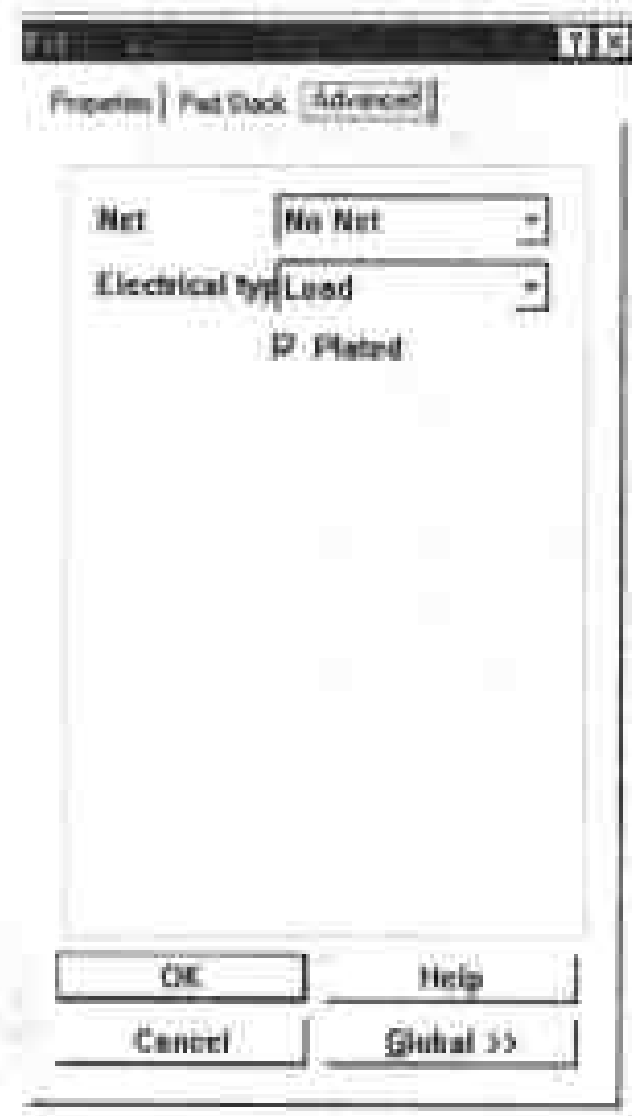 Properties Pad Stack Advanced
Net No Net
Electrical typ Load
Plated
OK Help
Cancel Global >>